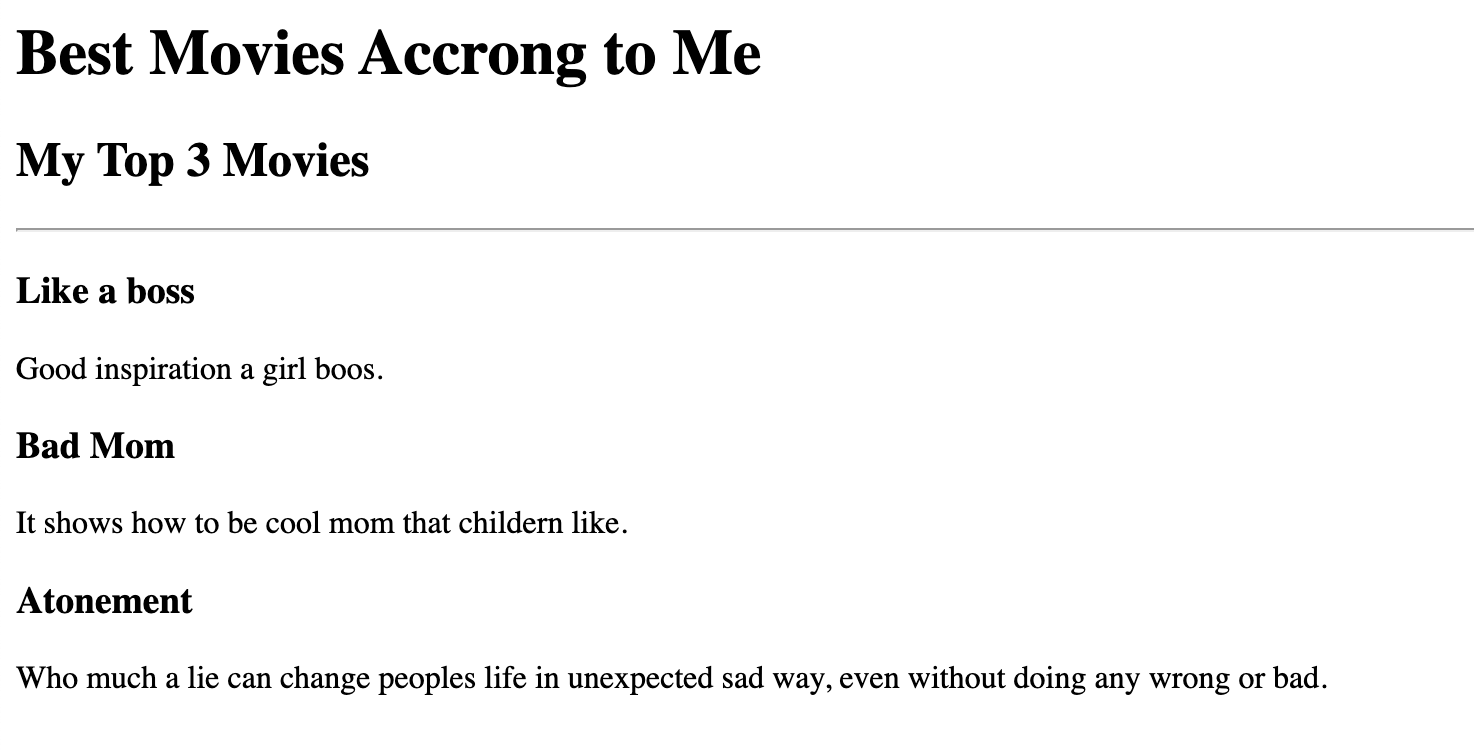 Best Movies Accrong to Me
My Top 3 Movies
Like a boss
Good inspiration a girl boos.
Bad Mom
It shows how to be cool mom that childern like.
Atonement
Who much a lie can change peoples life in unexpected sad way, even without doing any wrong or bad.